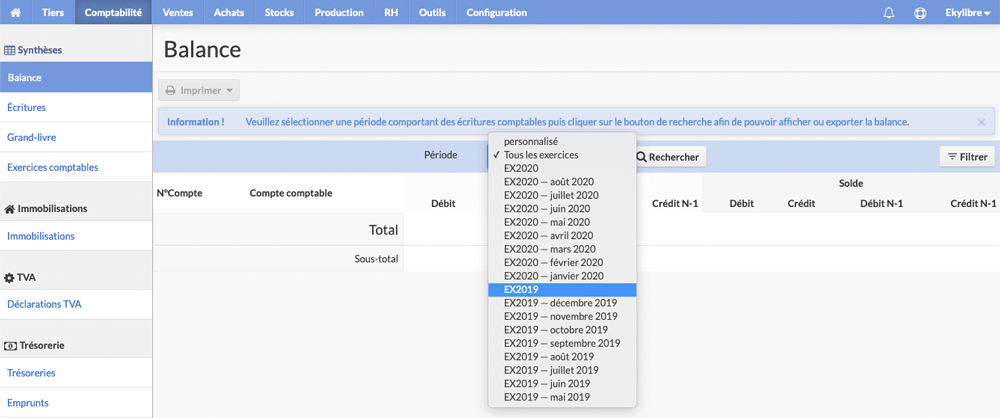 Tiers Comptabilité Ventes Achats Stocks Production RH Outils Configuration Ekylibre
Synthèses
Balance
Écritures
Grand-livre
Exercices comptables
Immobilisations
Immobilisations
TVA
Déclarations TVA
Trésorerie
Trésoreries
Emprunts
Balance
Imprimer
Information ! Veuillez sélectionner une période comportant des écritures comptables puis cliquer sur le bouton de recherche afin de pouvoir afficher ou exporter la balance. ×
Période
personnalisé
✓ Tous les exercices
EX2020
EX2020 — août 2020
EX2020 — juillet 2020
EX2020 — juin 2020
EX2020 — mai 2020
EX2020 — avril 2020
EX2020 — mars 2020
EX2020 — février 2020
EX2020 — janvier 2020
EX2019
EX2019 — décembre 2019
EX2019 — novembre 2019
EX2019 — octobre 2019
EX2019 — septembre 2019
EX2019 — août 2019
EX2019 — juillet 2019
EX2019 — juin 2019
EX2019 — mai 2019
Rechercher
Filtrer
N°Compte Compte comptable Solde
Débit Crédit N-1 Débit Crédit Débit N-1 Crédit N-1
Total
Sous-total